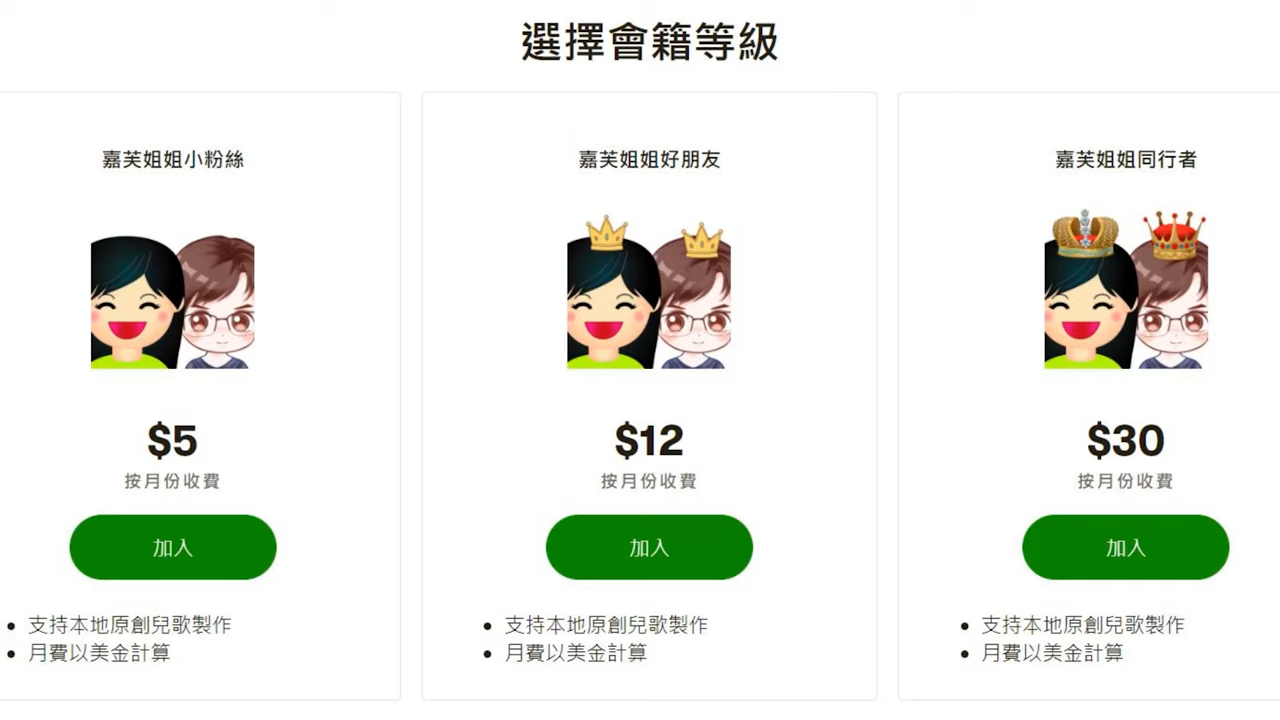 選擇會籍等級
嘉芙姐姐小粉絲
$5
按月份收費
加入
支持本地原創兒歌製作
月費以美金計算
嘉芙姐姐好朋友
$12
按月份收費
加入
支持本地原創兒歌製作
月費以美金計算
嘉芙姐姐同行者
$30
按月份收費
加入
支持本地原創兒歌製作
月費以美金計算